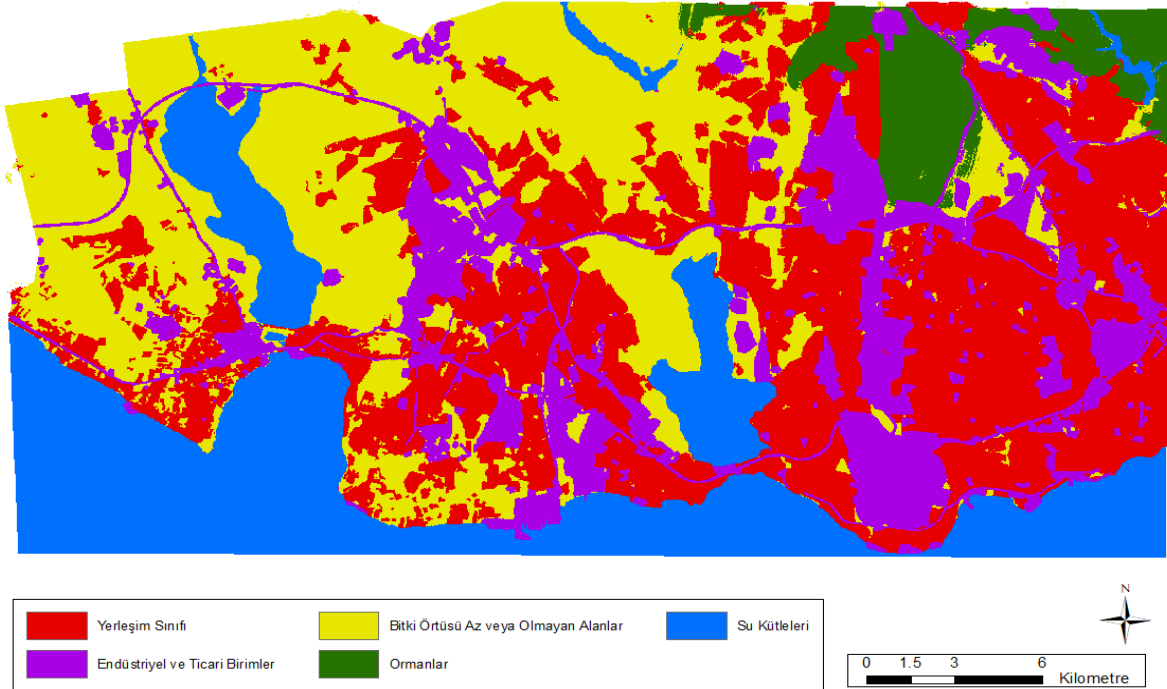 N
Yerleşim Sınıfı
Bitki Örtüsü Az veya Olmayan Alanlar
Su Kütleleri
Endüstriyel ve Ticari Birimler
Ormanlar
0 1.5 3 6
Kilometre